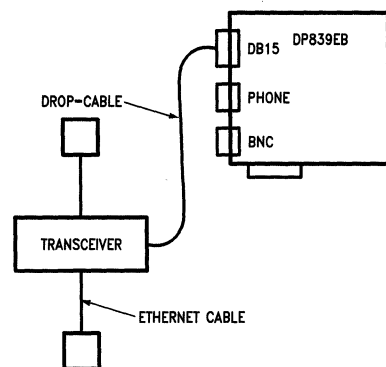 DB15
DP839EB
DROP-CABLE
PHONE
BNC
TRANSCEIVER
ETHERNET CABLE